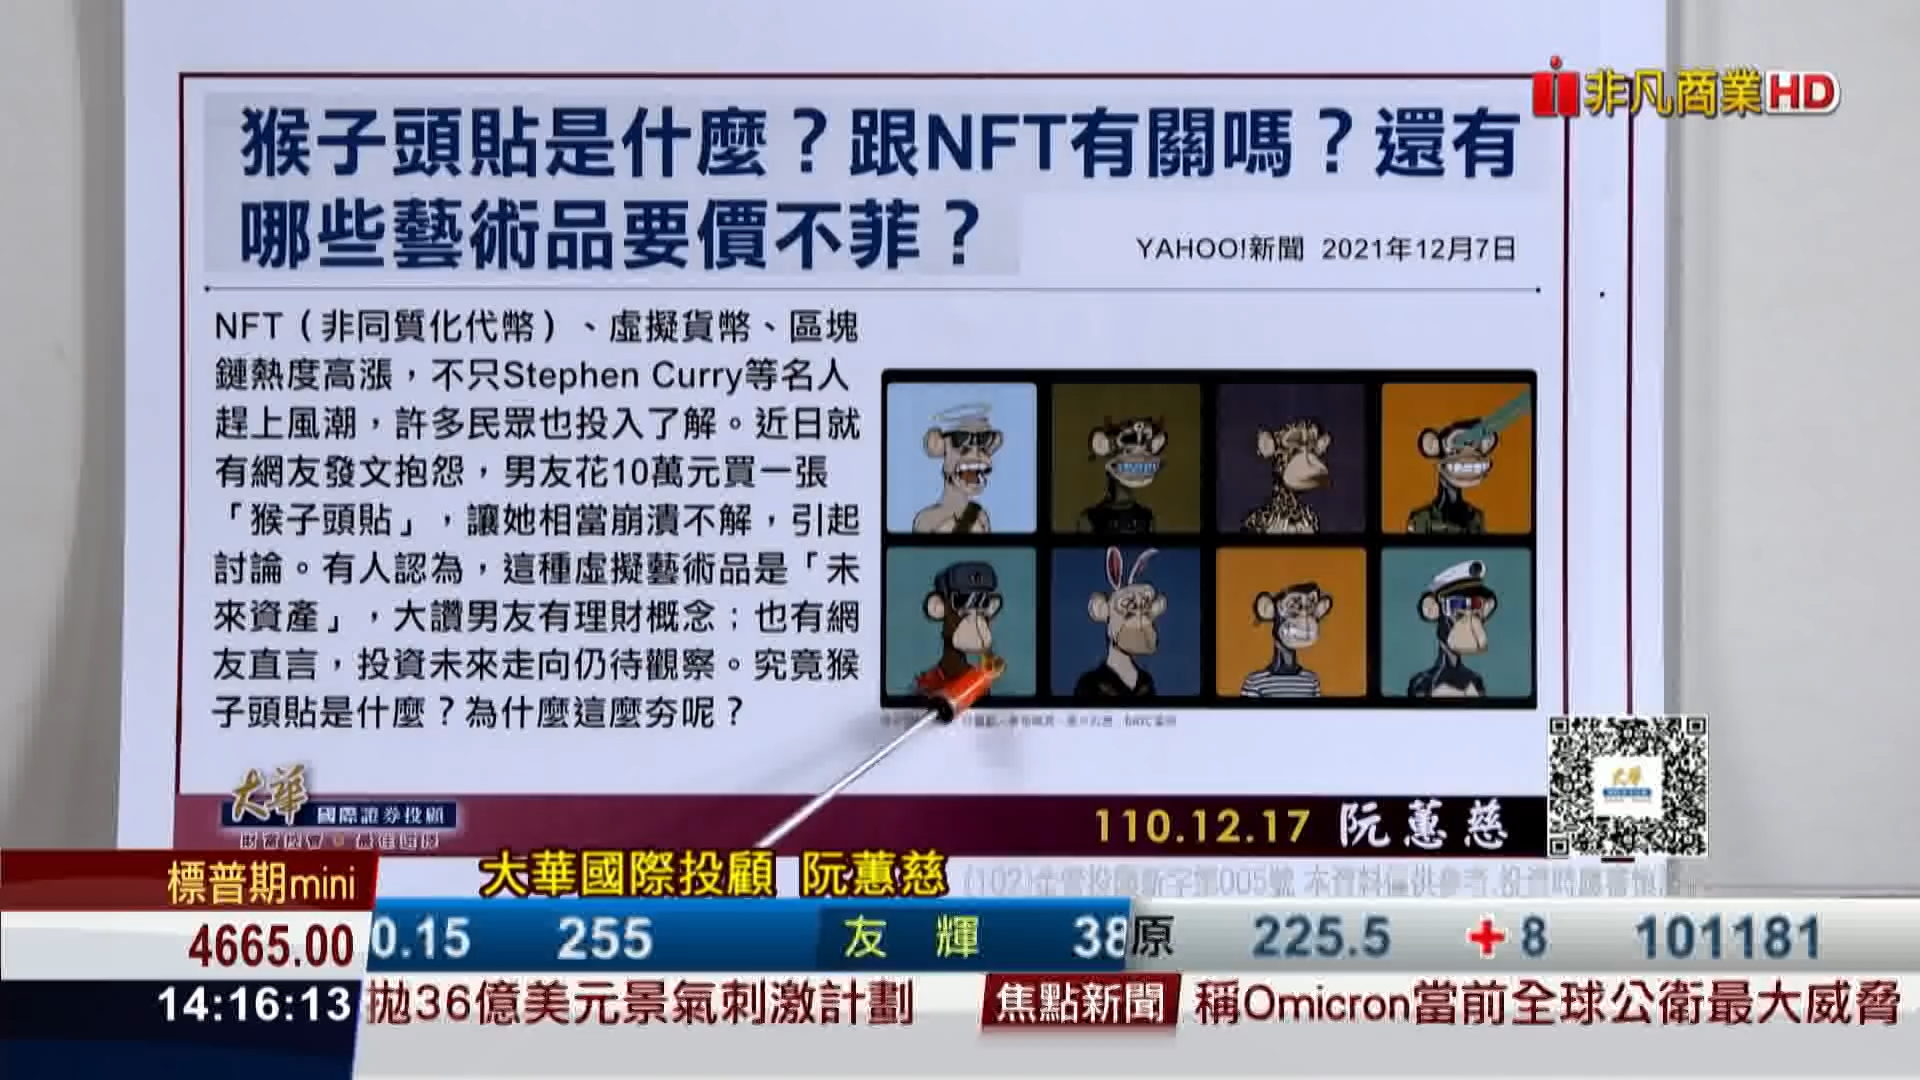 非凡商業HD
猴子頭貼是什麼？跟NFT有關嗎？還有
哪些藝術品要價不菲？
YAHOO!新聞 2021年12月7日
NFT（非同質化代幣）、虛擬貨幣、區塊
鏈熱度高漲，不只Stephen Curry等名人
趕上風潮，許多民眾也投入了解。近日就
有網友發文抱怨，男友花10萬元買一張
「猴子頭貼」，讓她相當崩潰不解，引起
討論。有人認為，這種虛擬藝術品是「未
來資產」，大讚男友有理財概念；也有網
友直言，投資未來走向仍待觀察。究竟猴
子頭貼是什麼？為什麼這麼夯呢？
大華
國際證券投顧
110.12.17 阮蕙慈
大華
標普期mini
大華國際投顧 阮蕙慈
4665.00
0.15 255 友輝 38
原 225.5 +8 101181
14:16:13
拋36億美元景氣刺激計劃
焦點新聞
稱Omicron當前全球公衛最大威脅